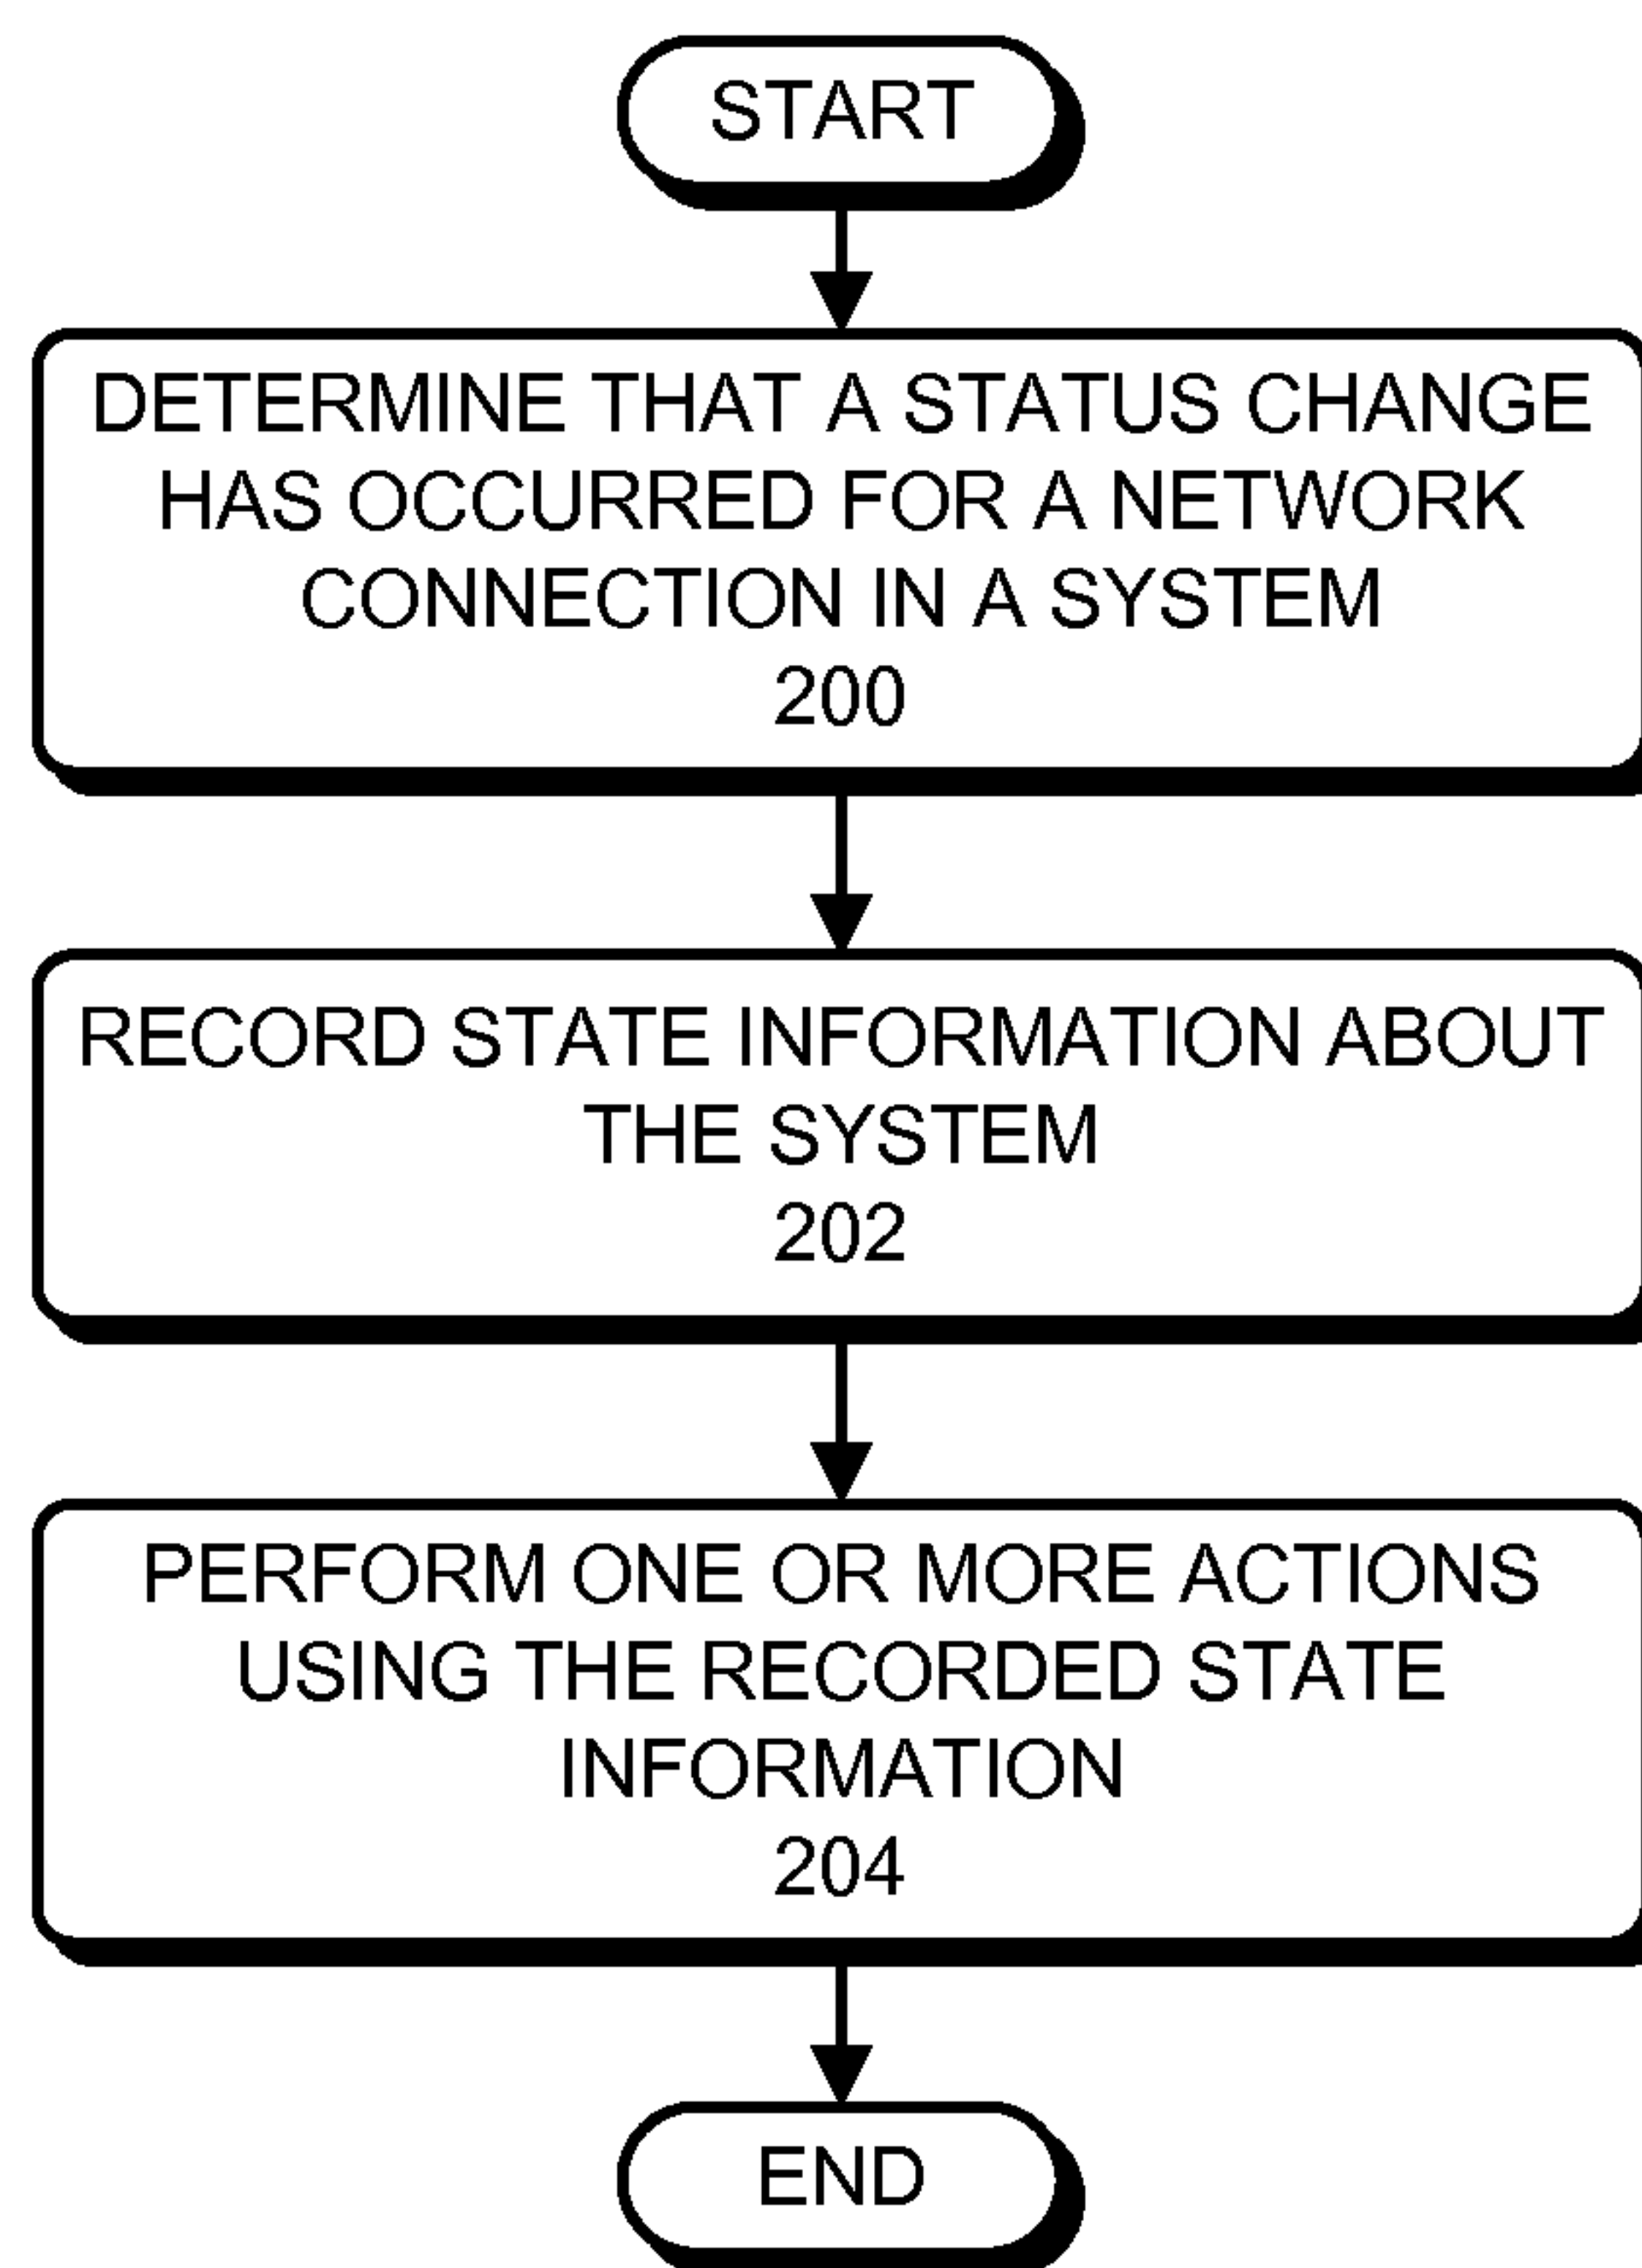 START
DETERMINE THAT A STATUS CHANGE
HAS OCCURRED FOR A NETWORK
CONNECTION IN A SYSTEM
200
RECORD STATE INFORMATION ABOUT
THE SYSTEM
202
PERFORM ONE OR MORE ACTIONS
USING THE RECORDED STATE
INFORMATION
204
END